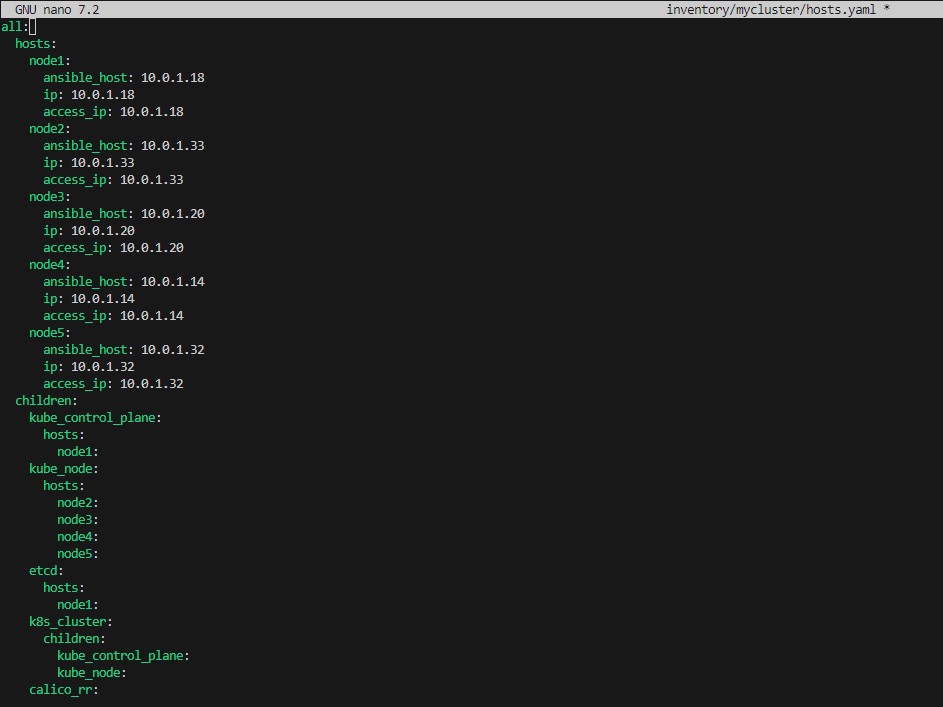 GNU nano 7.2 inventory/mycluster/hosts.yaml *
all:
  hosts:
    node1:
      ansible_host: 10.0.1.18
      ip: 10.0.1.18
      access_ip: 10.0.1.18
    node2:
      ansible_host: 10.0.1.33
      ip: 10.0.1.33
      access_ip: 10.0.1.33
    node3:
      ansible_host: 10.0.1.20
      ip: 10.0.1.20
      access_ip: 10.0.1.20
    node4:
      ansible_host: 10.0.1.14
      ip: 10.0.1.14
      access_ip: 10.0.1.14
    node5:
      ansible_host: 10.0.1.32
      ip: 10.0.1.32
      access_ip: 10.0.1.32
  children:
    kube_control_plane:
      hosts:
        node1:
    kube_node:
      hosts:
        node2:
        node3:
        node4:
        node5:
    etcd:
      hosts:
        node1:
    k8s_cluster:
      children:
        kube_control_plane:
        kube_node:
    calico_rr: